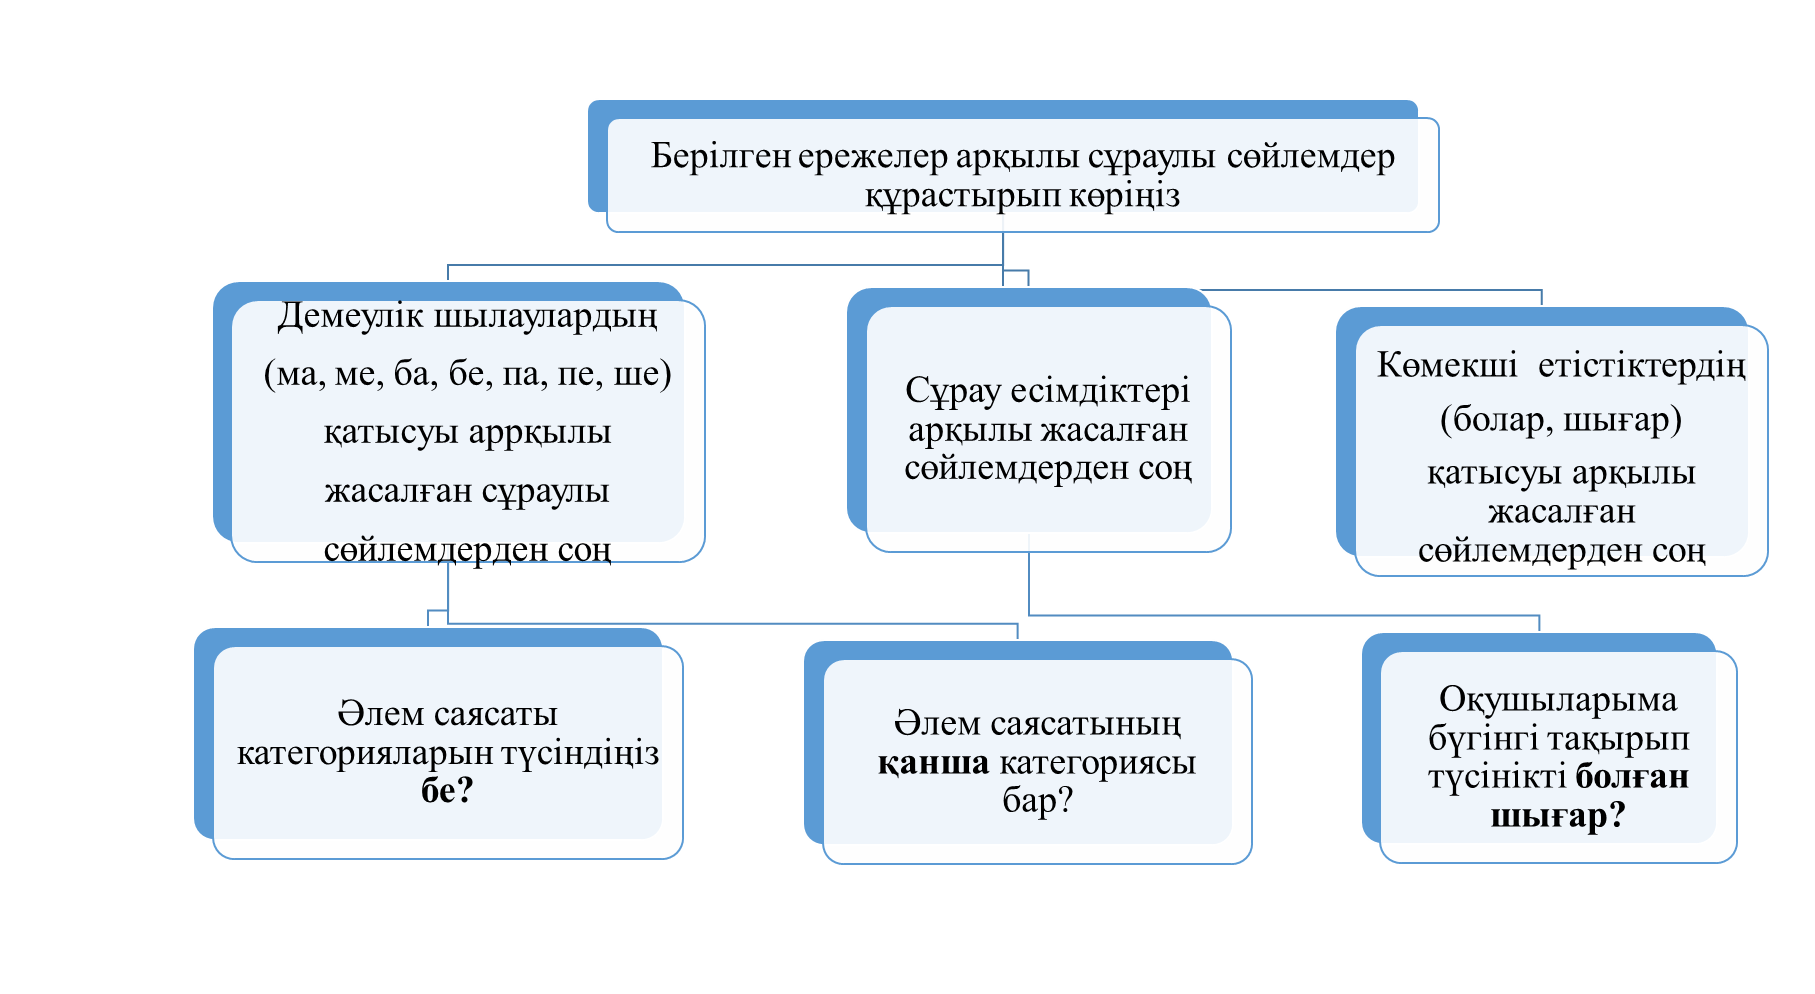 Берілген ережелер арқылы сұраулы сөйлемдер
құрастырып көріңіз
Демеулік шылаулардың
(ма, ме, ба, бе, па, пе, ше)
қатысуы аррқылы
жасалған сұраулы
сөйлемдерден соң
Сұрау есімдіктері
арқылы жасалған
сөйлемдерден соң
Көмекші етістіктердің
(болар, шығар)
қатысуы арқылы
жасалған
сөйлемдерден соң
Әлем саясаты
категорияларын түсіндіңіз
бе?
Әлем саясатының
қанша категориясы
бар?
Оқушыларыма
бүгінгі тақырып
түсінікті болған
шығар?